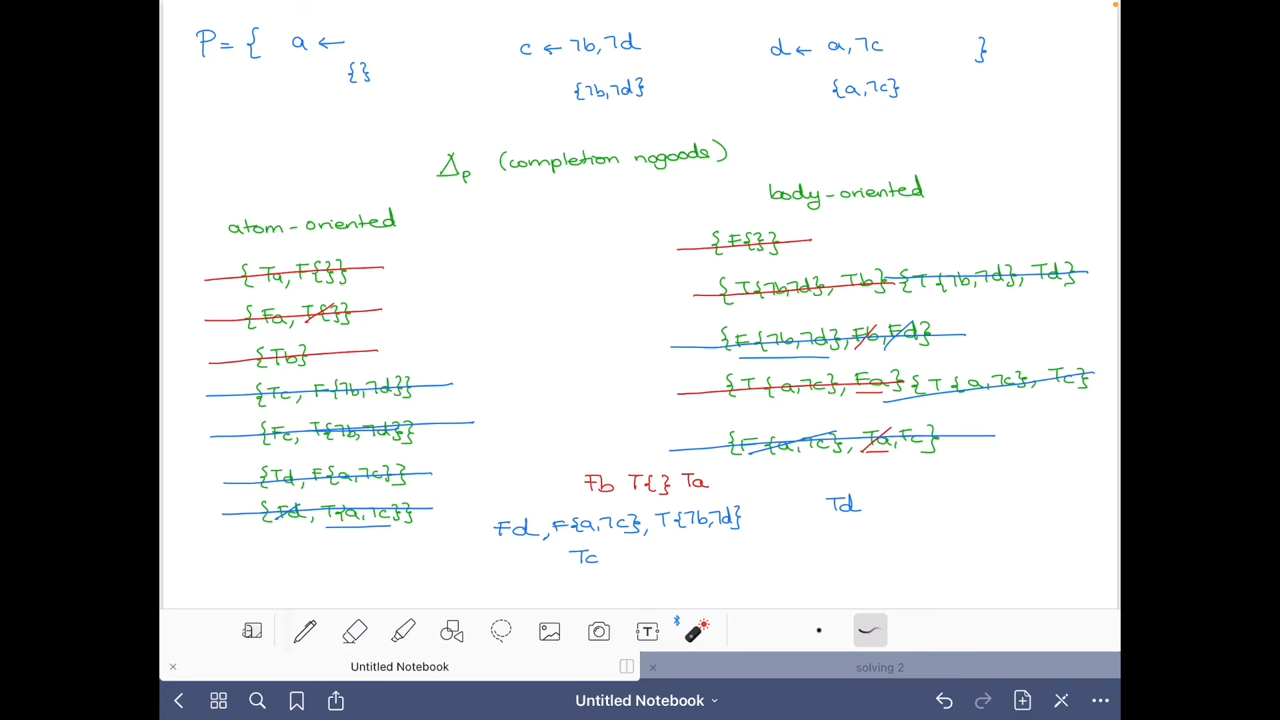 P = { a ← c ← ¬b, ¬d d ← a, ¬c }
{} {¬b, ¬d} {a, ¬c}
Δp (completion nogoods)
atom-oriented
{Ta, F{}}
{Fa, T{}}
{Tb}
{Tc, F{¬b, ¬d}}
{Fc, T{¬b, ¬d}}
{Td, F{a, ¬c}}
{Fd, T{a, ¬c}}
body-oriented
{F{}}
{T{¬b, ¬d}, Tb} {T{¬b, ¬d}, Td}
{F{¬b, ¬d}, Fb, Fd}
{T{a, ¬c}, Fa} {T{a, ¬c}, Tc}
{F{a, ¬c}, Ta, Fc}
Fb T{} Ta
Fd, F{a, ¬c}, T{¬b, ¬d}
Tc
Td
T
Untitled Notebook
solving 2
Untitled Notebook